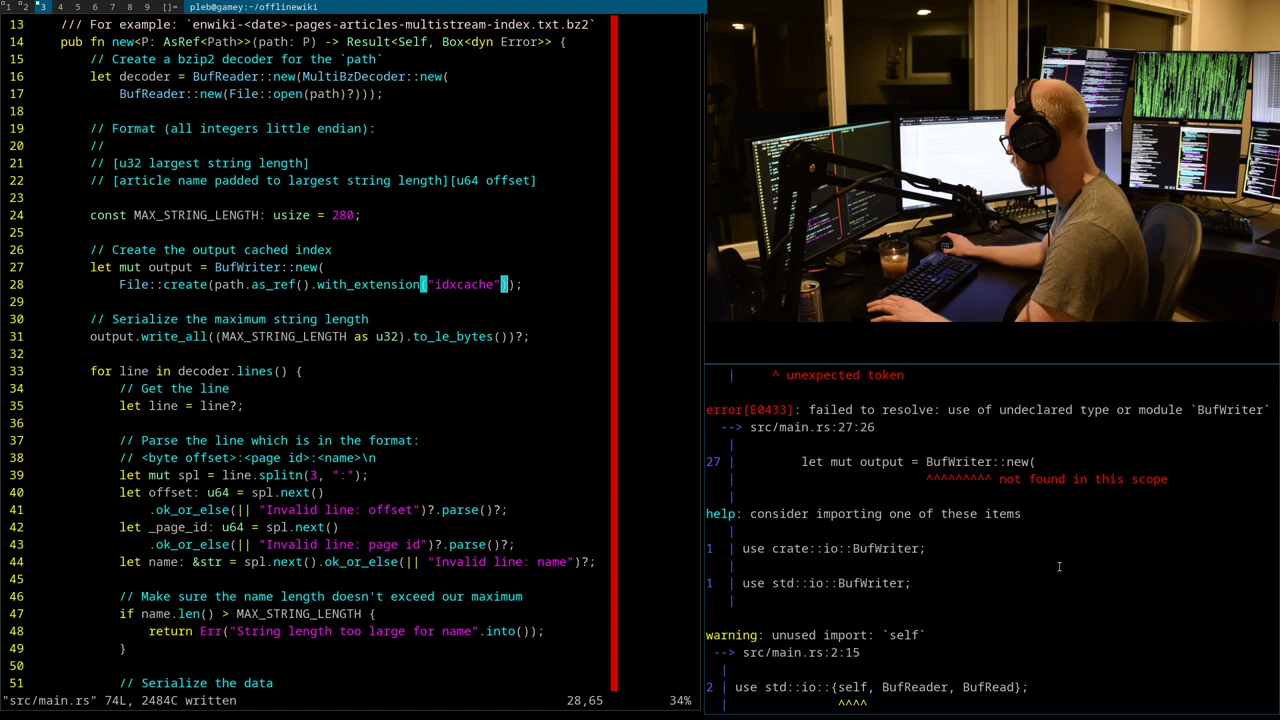 1 2 3 4 5 6 7 8 9 []= pleb@gamey:~/offlinewiki
13 /// For example: `enwiki-<date>-pages-articles-multistream-index.txt.bz2`
14 pub fn new<P: AsRef<Path>>(path: P) -> Result<Self, Box<dyn Error>> {
15 // Create a bzip2 decoder for the `path`
16 let decoder = BufReader::new(MultiBzDecoder::new(
17 BufReader::new(File::open(path)?)));
18
19 // Format (all integers little endian):
20 //
21 // [u32 largest string length]
22 // [article name padded to largest string length][u64 offset]
23
24 const MAX_STRING_LENGTH: usize = 280;
25
26 // Create the output cached index
27 let mut output = BufWriter::new(
28 File::create(path.as_ref().with_extension("idxcache"));
29
30 // Serialize the maximum string length
31 output.write_all((MAX_STRING_LENGTH as u32).to_le_bytes())?;
32
33 for line in decoder.lines() {
34 // Get the line
35 let line = line?;
36
37 // Parse the line which is in the format:
38 // <byte offset>:<page id>:<name>\n
39 let mut spl = line.splitn(3, ":");
40 let offset: u64 = spl.next()
41 .ok_or_else(|| "Invalid line: offset")?.parse()?;
42 let _page_id: u64 = spl.next()
43 .ok_or_else(|| "Invalid line: page id")?.parse()?;
44 let name: &str = spl.next().ok_or_else(|| "Invalid line: name")?;
45
46 // Make sure the name length doesn't exceed our maximum
47 if name.len() > MAX_STRING_LENGTH {
48 return Err("String length too large for name".into());
49 }
50
51 // Serialize the data
"src/main.rs" 74L, 2484C written 28,65 34%
| ^ unexpected token
error[E0433]: failed to resolve: use of undeclared type or module `BufWriter`
--> src/main.rs:27:26
|
27 | let mut output = BufWriter::new(
| ^^^^^^^^^ not found in this scope
|
help: consider importing one of these items
|
1 | use crate::io::BufWriter;
|
1 | use std::io::BufWriter;
|
warning: unused import: `self`
--> src/main.rs:2:15
|
2 | use std::io::{self, BufReader, BufRead};
| ^^^^